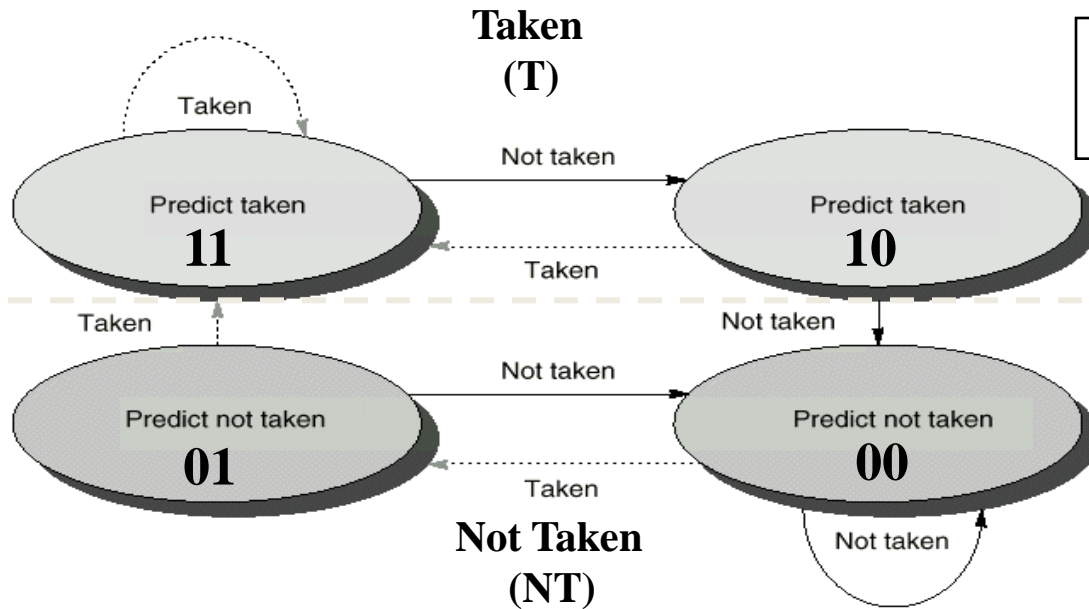 Taken
(T)
Taken
Not taken
Predict taken
11
Predict taken
10
Taken
Taken
Not taken
Not taken
Predict not taken
01
Predict not taken
00
Taken
Not Taken
(NT)
Not taken